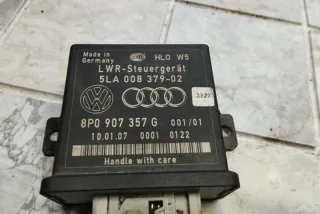 Made in Germany
HLO W5
LWR-Steuergerät
5LA 008 379-02
8P0 907 357 G 001/01
10.01.07 0001 0122
Handle with care